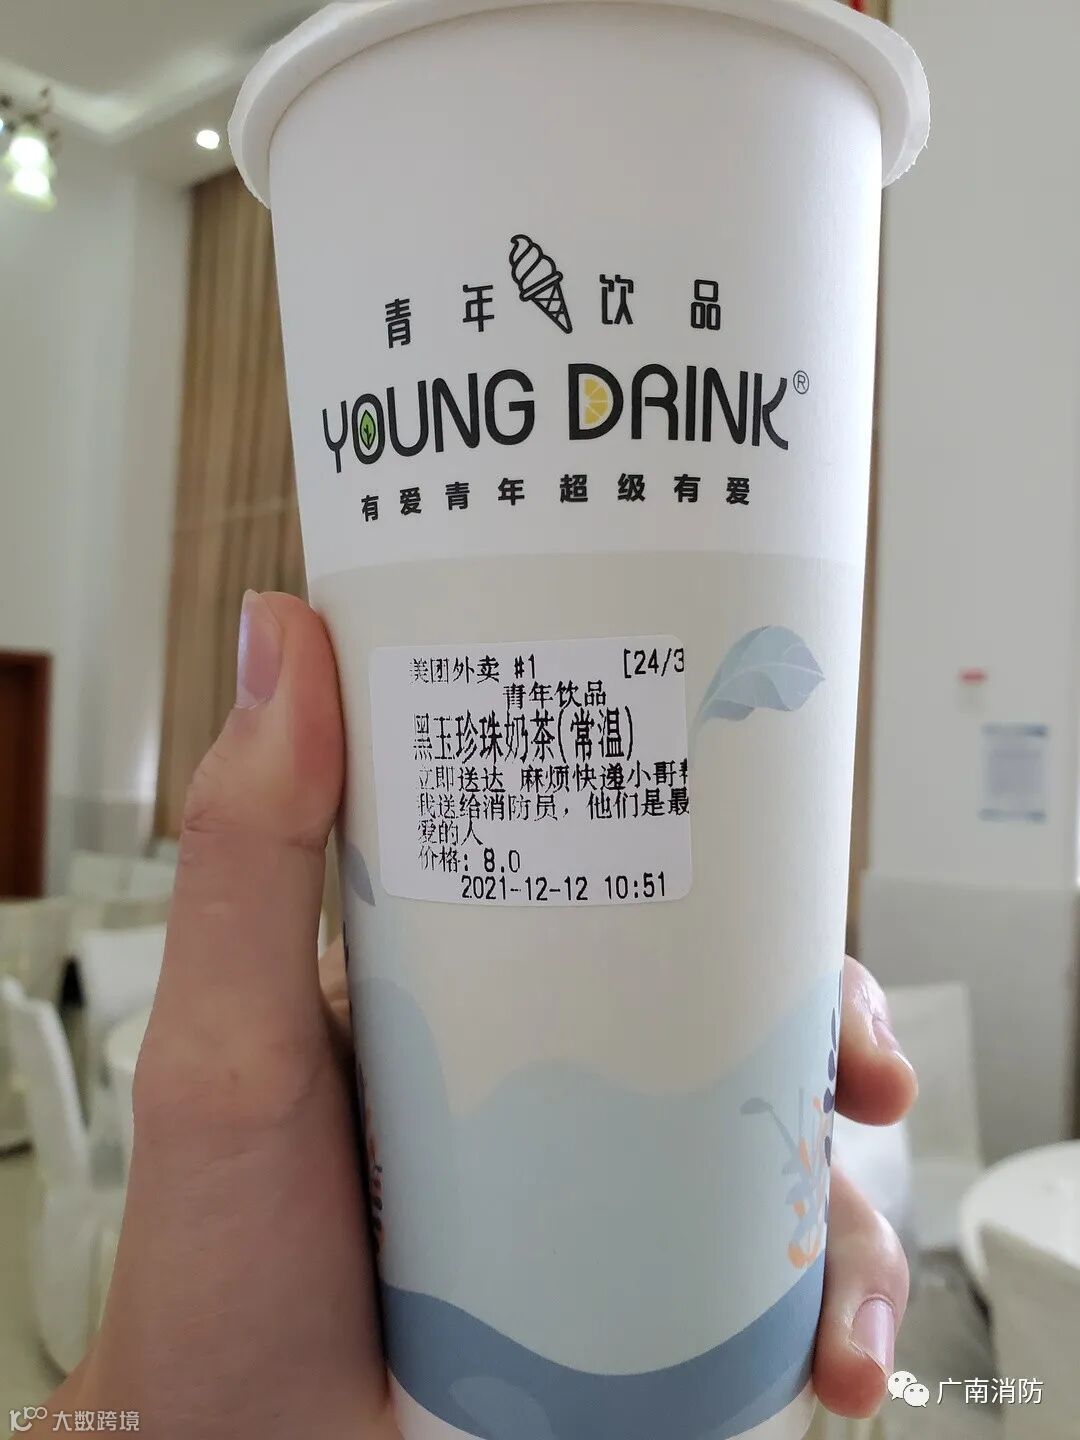 青年饮品
YOUNG DRINK®
有爱青年 超级有爱
美团外卖 #1 [24/3
青年饮品
黑玉珍珠奶茶(常温)
立即送达 麻烦快递小哥
我送给消防员，他们是最
爱的人
价格: 8.0
2021-12-12 10:51
广南消防
大数跨境